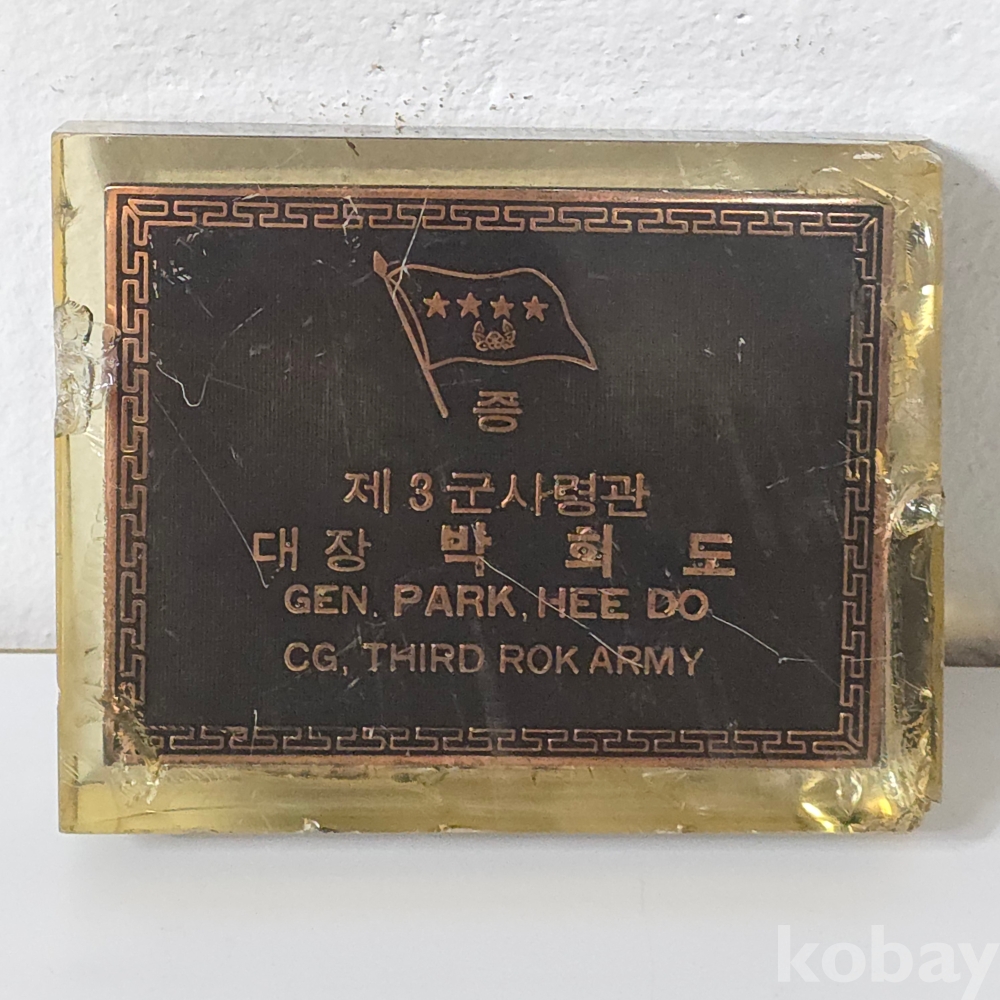 증
제3군사령관
대장 박희도
GEN. PARK, HEE DO
CG, THIRD ROK ARMY
kobay